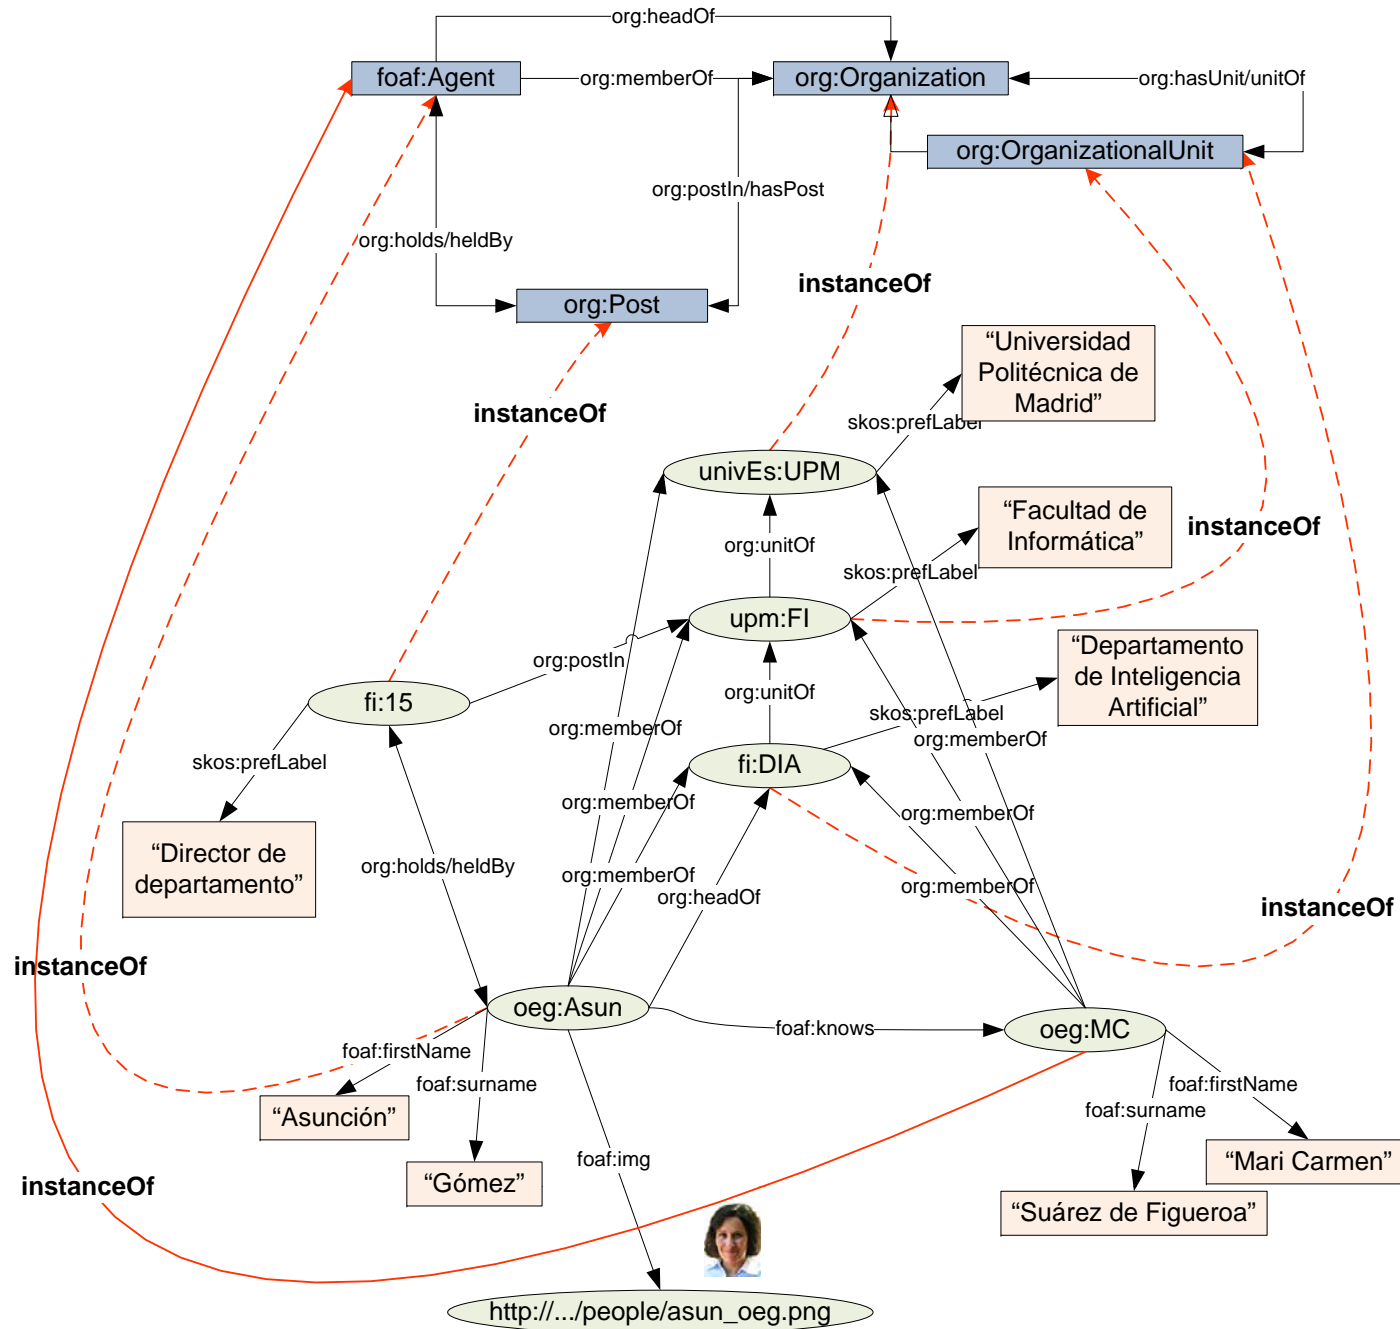 org:headOf
foaf:Agent
org:memberOf
org:Organization
org:hasUnit/unitOf
org:OrganizationalUnit
org:postIn/hasPost
org:holds/heldBy
instanceOf
org:Post
“Universidad
Politécnica de
Madrid”
instanceOf
skos:prefLabel
univEs:UPM
“Facultad de
Informática”
instanceOf
org:unitOf
skos:prefLabel
upm:FI
“Departamento
de Inteligencia
Artificial”
org:postIn
org:unitOf
fi:15
skos:prefLabel
org:memberOf
org:memberOf
skos:prefLabel
fi:DIA
org:memberOf
org:memberOf
“Director de
departamento”
org:holds/heldBy
org:memberOf
org:headOf
org:memberOf
instanceOf
instanceOf
oeg:Asun
foaf:knows
oeg:MC
foaf:firstName
foaf:surname
foaf:firstName
foaf:surname
“Asunción”
foaf:img
“Mari Carmen”
instanceOf
“Gómez”
“Suárez de Figueroa”
http://.../people/asun_oeg.png